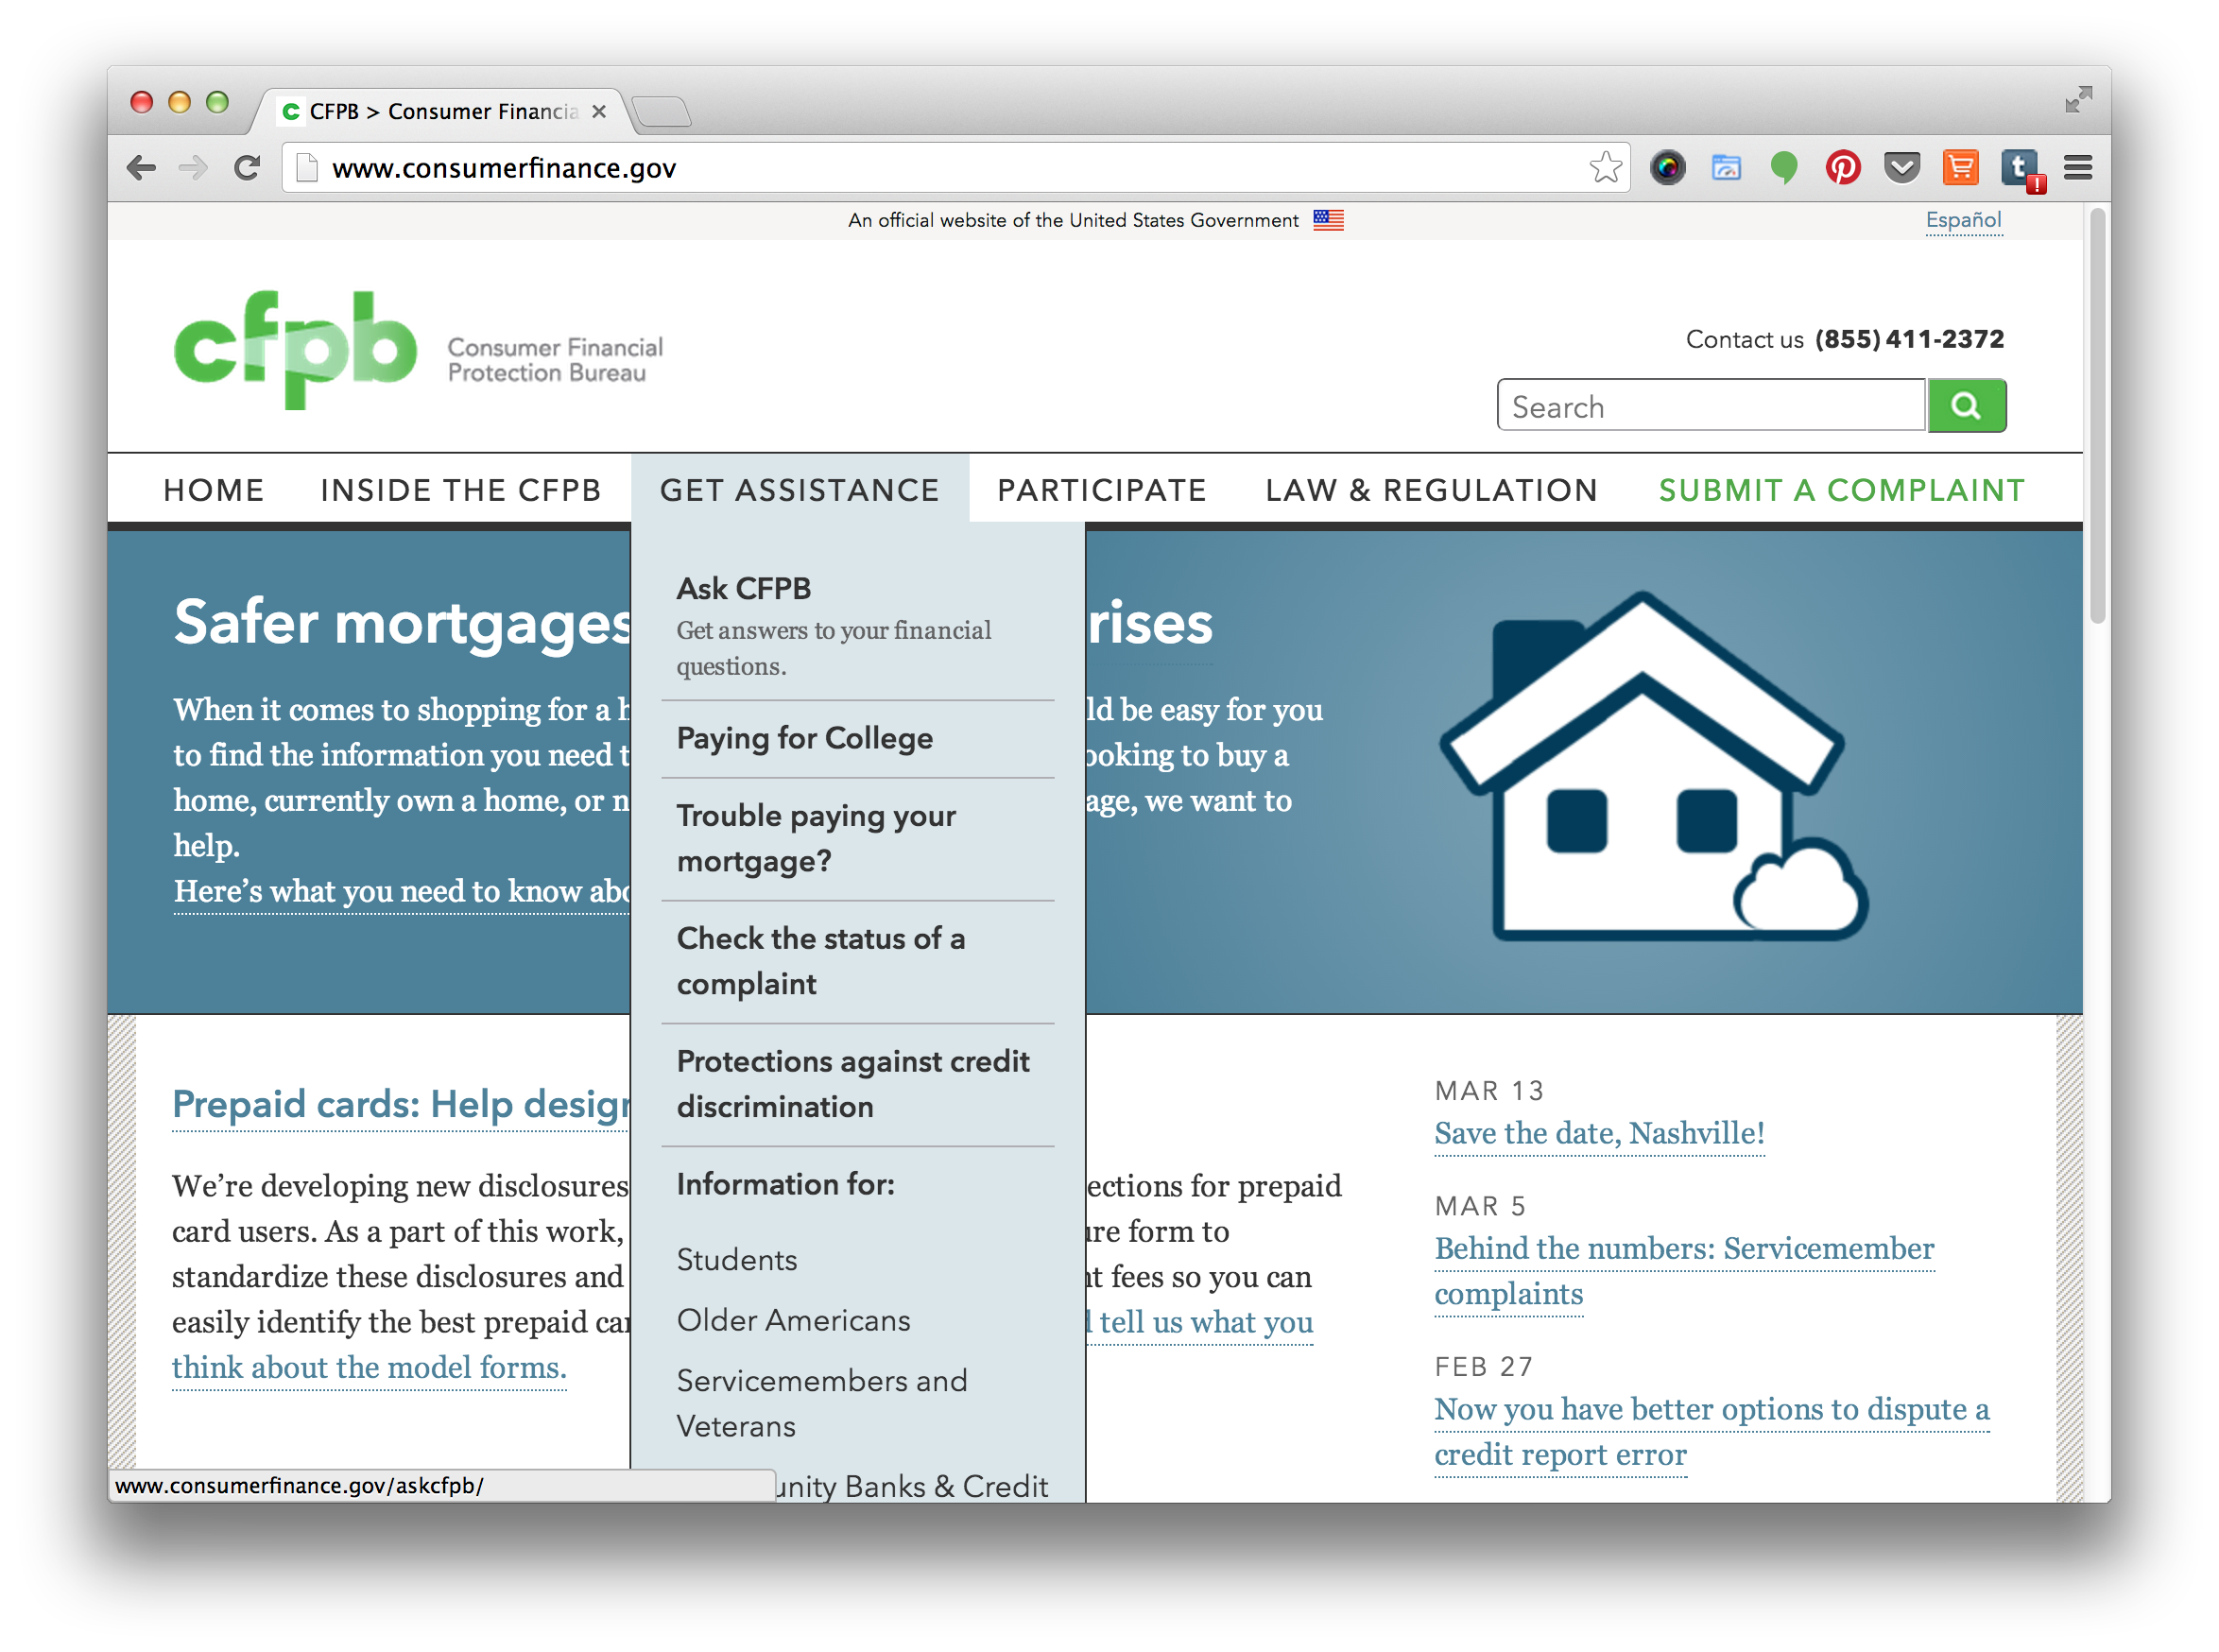 CFPB > Consumer Financia
www.consumerfinance.gov
An official website of the United States Government
Español
cfpb
Consumer Financial
Protection Bureau
Contact us (855) 411-2372
Search
HOME INSIDE THE CFPB GET ASSISTANCE PARTICIPATE LAW & REGULATION SUBMIT A COMPLAINT
Safer mortgages
rises
When it comes to shopping for a h
ld be easy for you
to find the information you need t
ooking to buy a
home, currently own a home, or n
age, we want to
help.
Here’s what you need to know abo
Ask CFPB
Get answers to your financial
questions.
Paying for College
Trouble paying your
mortgage?
Check the status of a
complaint
Protections against credit
discrimination
Information for:
Students
Older Americans
Servicemembers and
Veterans
unity Banks & Credit
Prepaid cards: Help design
We’re developing new disclosures
ections for prepaid
card users. As a part of this work,
ure form to
standardize these disclosures and
nt fees so you can
easily identify the best prepaid car
d tell us what you
think about the model forms.
MAR 13
Save the date, Nashville!
MAR 5
Behind the numbers: Servicemember
complaints
FEB 27
Now you have better options to dispute a
credit report error
www.consumerfinance.gov/askcfpb/